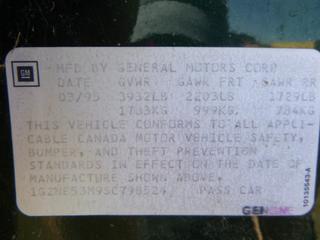 GM
MFD BY GENERAL MOTORS CORP
DATE GVWR GAWR FRT GAWR RR
03/95 3932LB 2203LB 1729LB
1783KG 999KG 784KG
THIS VEHICLE CONFORMS TO ALL APPLI-
CABLE CANADA MOTOR VEHICLE SAFETY,
BUMPER, AND THEFT PREVENTION
STANDARDS IN EFFECT ON THE DATE OF
MANUFACTURE SHOWN ABOVE.
1G2NE53M9SC798524 PASS CAR
10135643-A